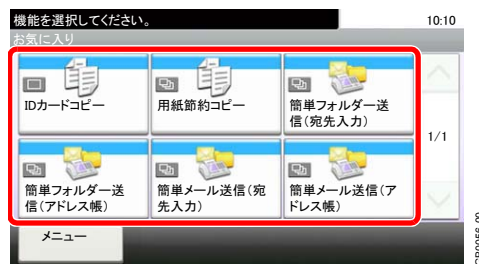 機能を選択してください。
10:10
お気に入り
IDカードコピー
用紙節約コピー
簡単フォルダー送
信(宛先入力)
1/1
簡単フォルダー送
信(アドレス帳)
簡単メール送信(宛
先入力)
簡単メール送信(ア
ドレス帳)
メニュー